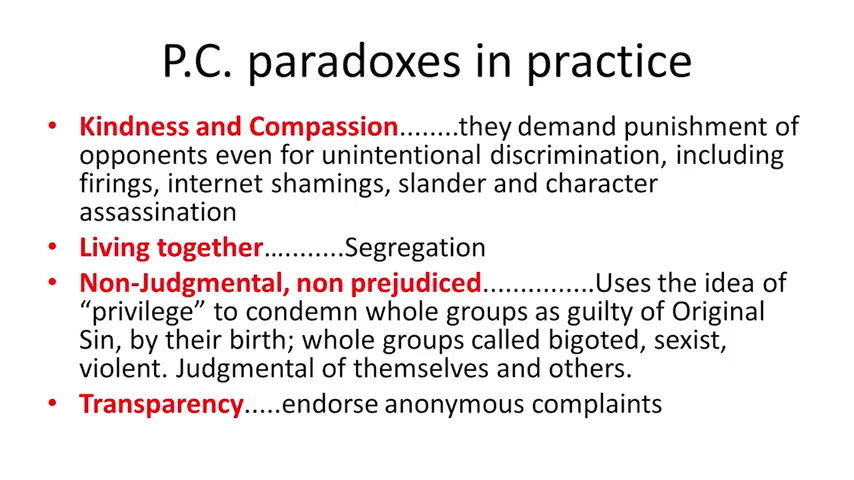 P.C. paradoxes in practice
• Kindness and Compassion........they demand punishment of
opponents even for unintentional discrimination, including
firings, internet shamings, slander and character
assassination
• Living together…........Segregation
• Non-Judgmental, non prejudiced...............Uses the idea of
“privilege” to condemn whole groups as guilty of Original
Sin, by their birth; whole groups called bigoted, sexist,
violent. Judgmental of themselves and others.
• Transparency.....endorse anonymous complaints